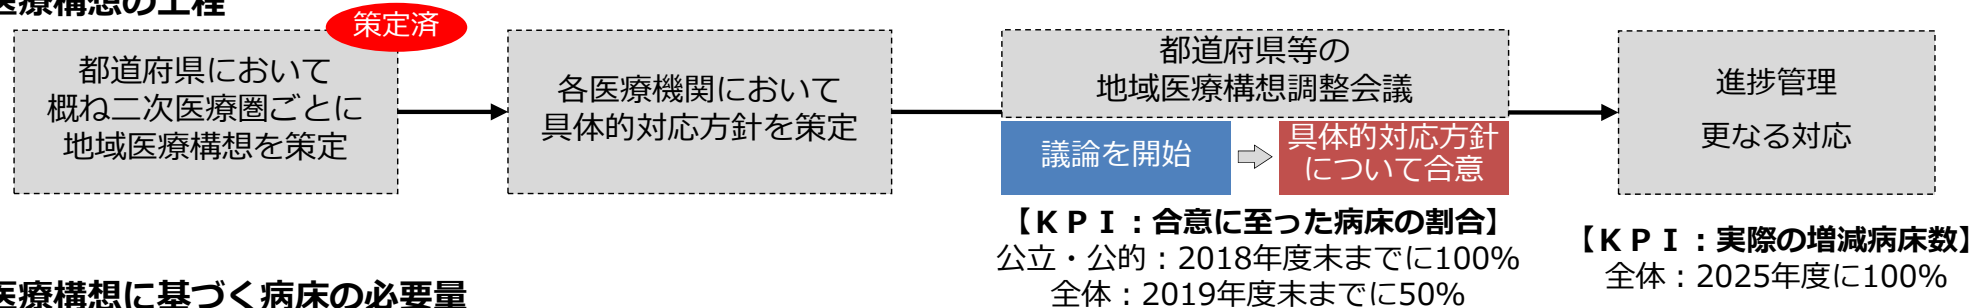 医療構想の工程
策定済
都道府県において
概ね二次医療圏ごとに
地域医療構想を策定
各医療機関において
具体的対応方針を策定
都道府県等の
地域医療構想調整会議
議論を開始
具体的対応方針
について合意
【ＫＰＩ：合意に至った病床の割合】
公立・公的：2018年度末までに100%
全体：2019年度末までに50%
進捗管理
更なる対応
【ＫＰＩ：実際の増減病床数】
全体：2025年度に100%
医療構想に基づく病床の必要量